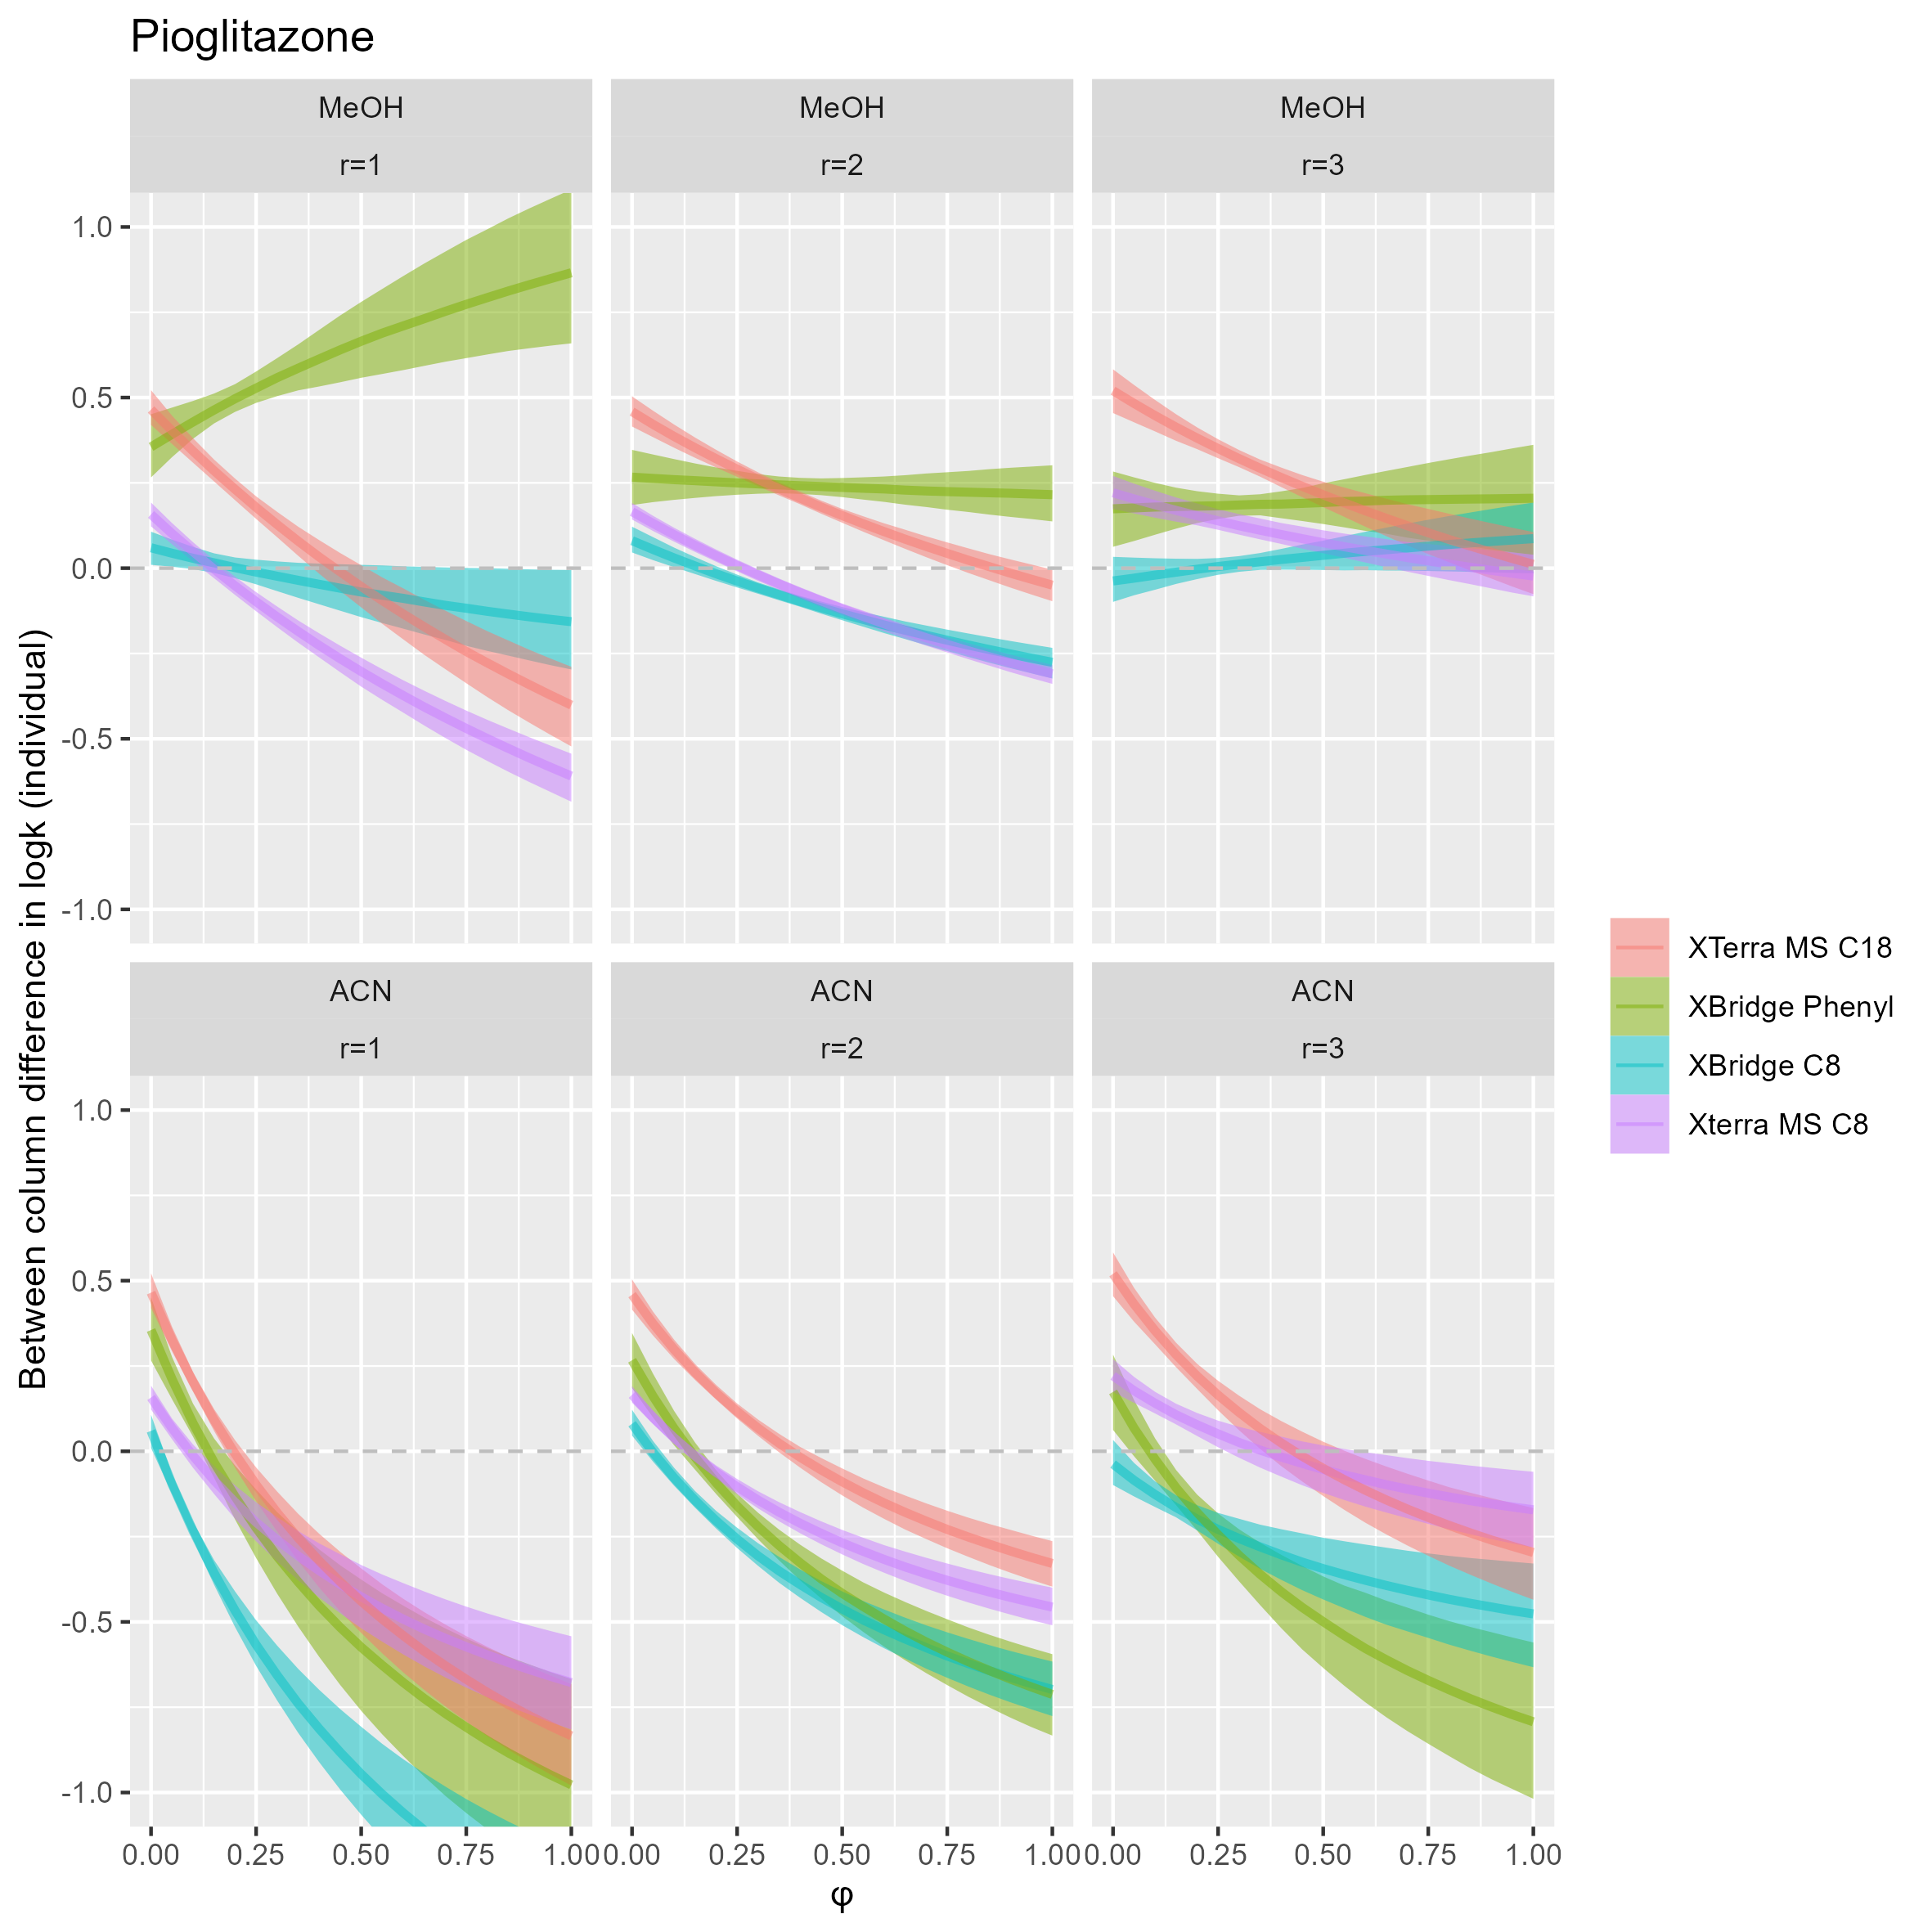 Pioglitazone
MeOH MeOH MeOH
r=1 r=2 r=3
1.0
0.5
0.0
-0.5
-1.0
ACN ACN ACN
r=1 r=2 r=3
1.0
0.5
0.0
-0.5
-1.0
0.00 0.25 0.50 0.75 1.00 0.00 0.25 0.50 0.75 1.00 0.00 0.25 0.50 0.75 1.00
φ
Between column difference in logk (individual)
XTerra MS C18
XBridge Phenyl
XBridge C8
Xterra MS C8